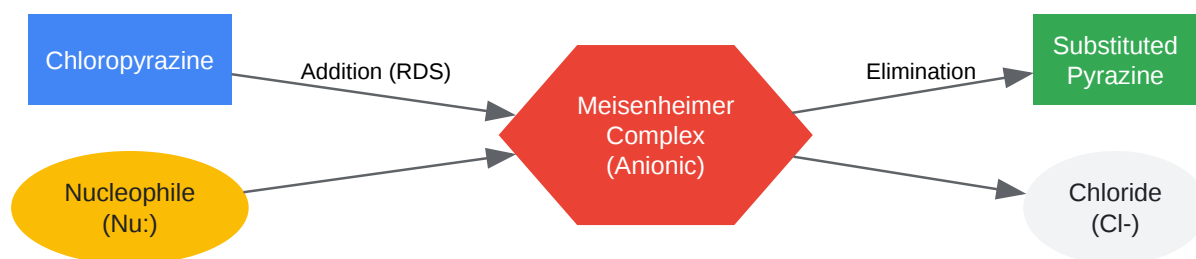 Chloropyrazine
Addition (RDS)
Nucleophile
(Nu:)
Meisenheimer
Complex
(Anionic)
Elimination
Substituted
Pyrazine
Chloride
(Cl-)